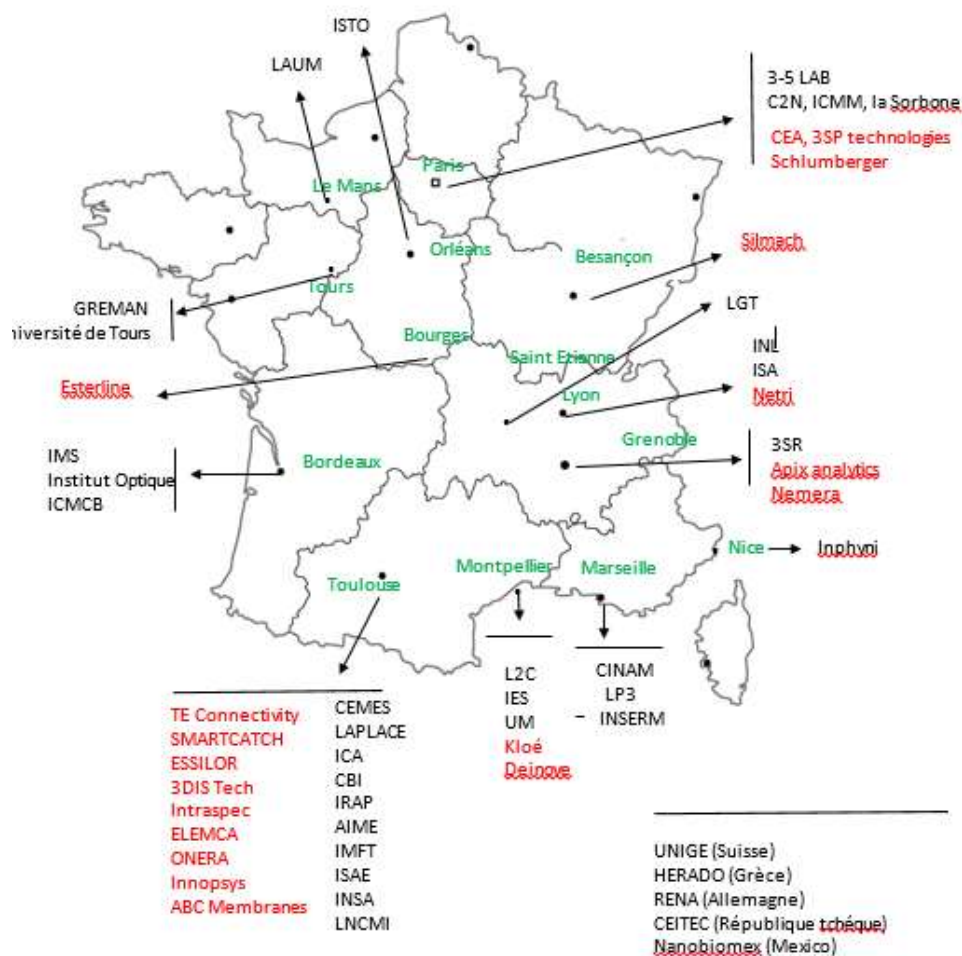 ISTO
LAUM
3-5 LAB
C2N, ICMM, la Sorbone
CEA, 3SP technologies
Schlumberger
Paris
Le Mans
Orléans
Besançon
Silmach
Tours
GREMAN
niversité de Tours
LGT
Bourges
Saint Etienne
INL
ISA
Netri
Esterline
Lyon
Grenoble
3SR
Apix analytics
Nemera
IMS
Institut Optique
ICMCB
Bordeaux
Nice
Inphyni
Toulouse
Montpellier
Marseille
L2C
IES
UM
Kloé
Deinove
CINAM
LP3
– INSERM
TE Connectivity
SMARTCATCH
ESSILOR
3DIS Tech
Intraspec
ELEMCA
ONERA
Innopsys
ABC Membranes
CEMES
LAPLACE
ICA
CBI
IRAP
AIME
IMFT
ISAE
INSA
LNCMI
UNIGE (Suisse)
HERADO (Grèce)
RENA (Allemagne)
CEITEC (République tchéque)
Nanobiomex (Mexico)